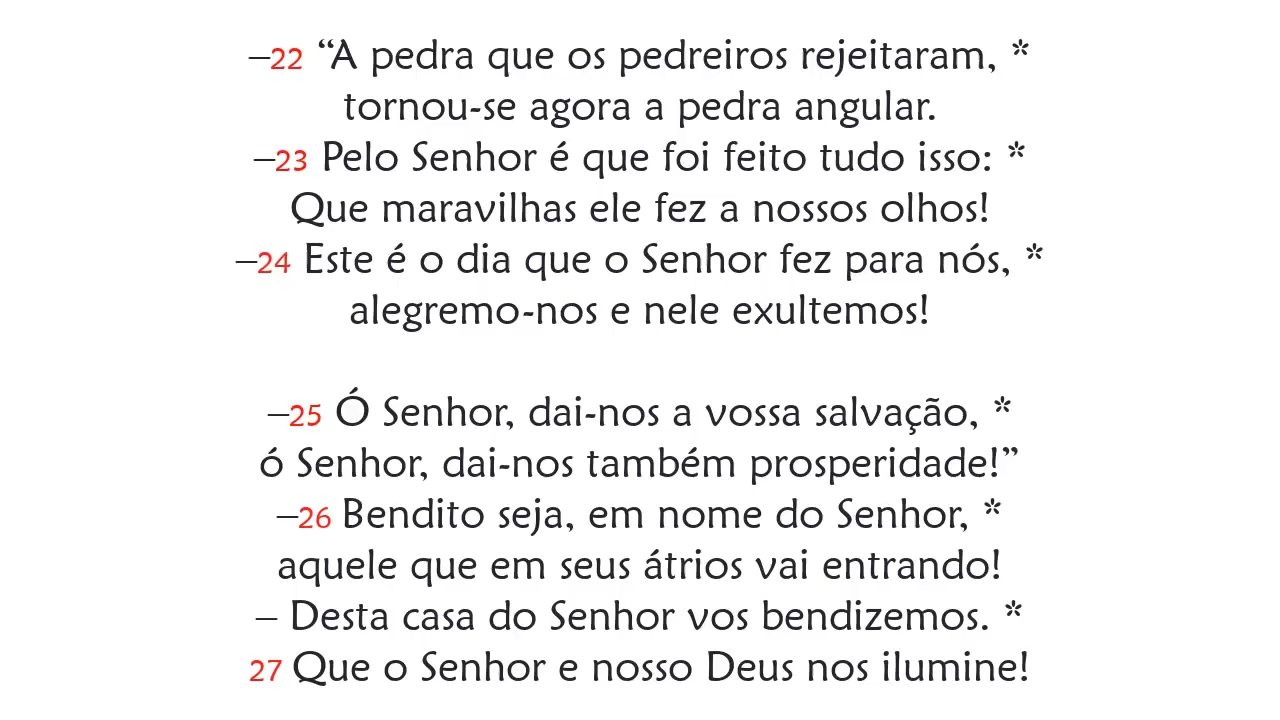 –22 “A pedra que os pedreiros rejeitaram, *
tornou-se agora a pedra angular.
–23 Pelo Senhor é que foi feito tudo isso: *
Que maravilhas ele fez a nossos olhos!
–24 Este é o dia que o Senhor fez para nós, *
alegremo-nos e nele exultemos!
–25 Ó Senhor, dai-nos a vossa salvação, *
ó Senhor, dai-nos também prosperidade!”
–26 Bendito seja, em nome do Senhor, *
aquele que em seus átrios vai entrando!
– Desta casa do Senhor vos bendizemos. *
27 Que o Senhor e nosso Deus nos ilumine!